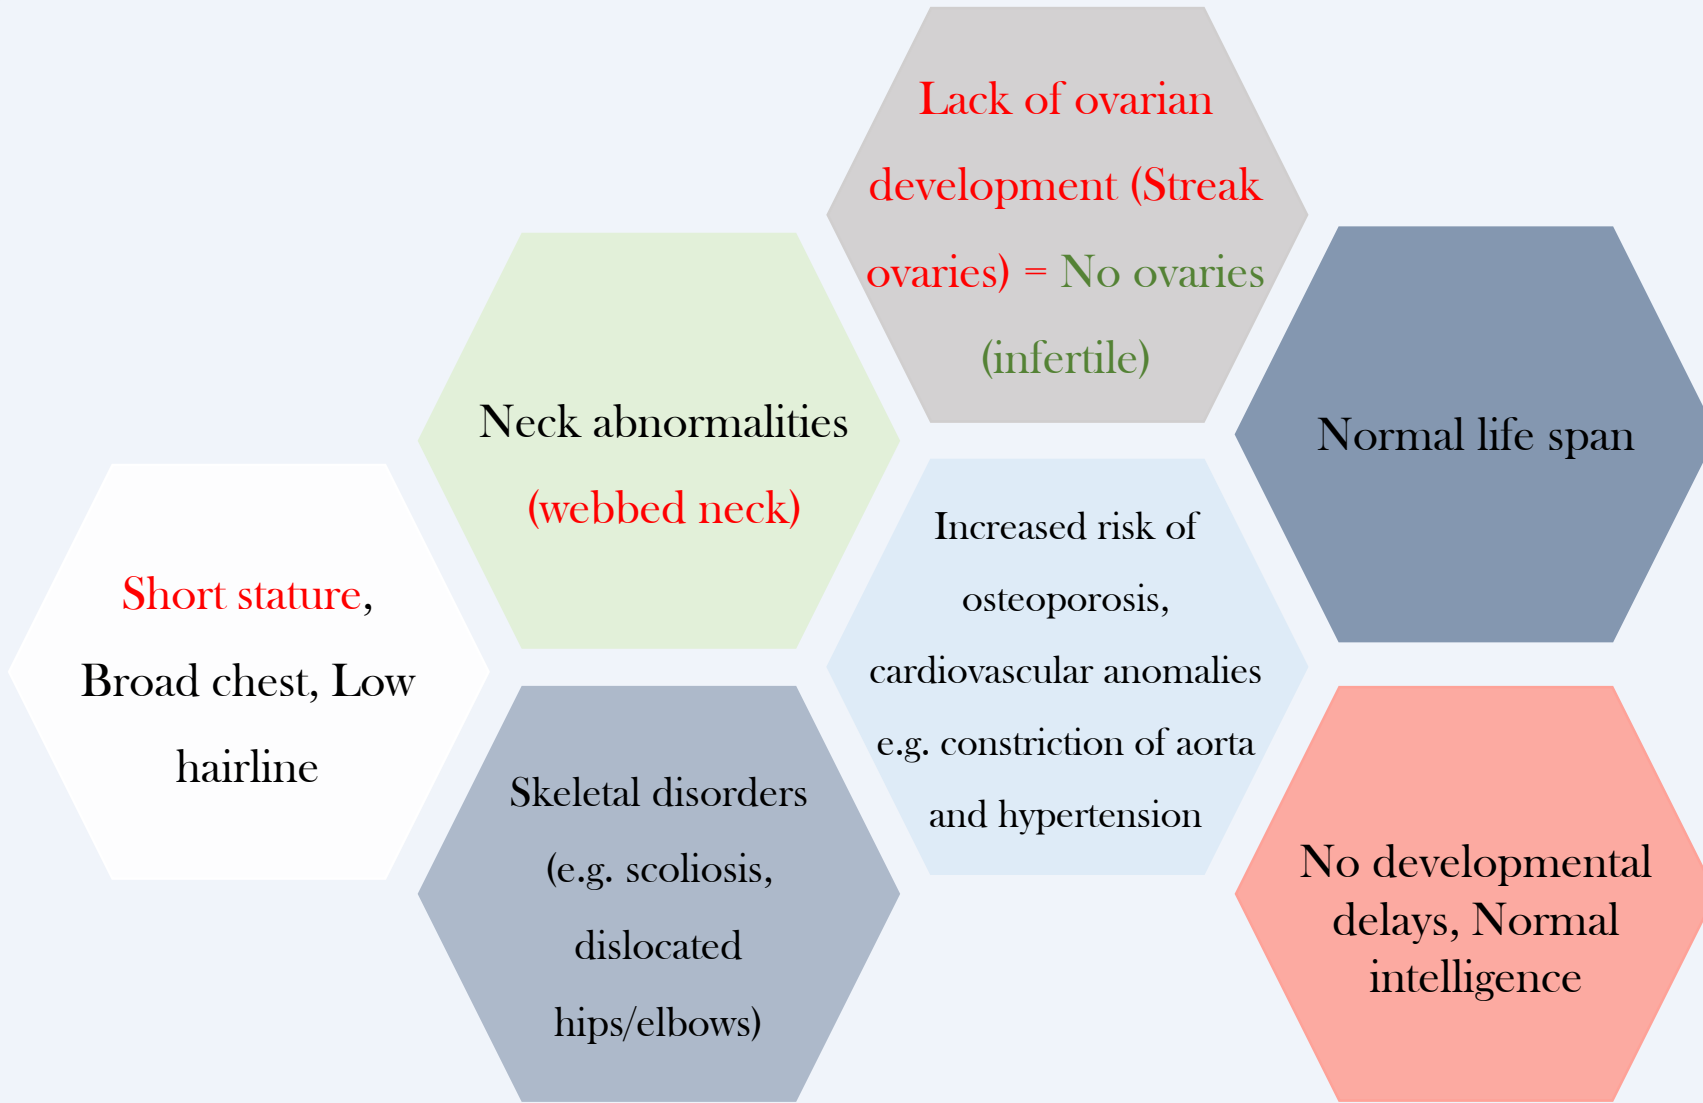 Lack of ovarian
development (Streak
ovaries) = No ovaries
(infertile)
Neck abnormalities
(webbed neck)
Normal life span
Short stature,
Broad chest, Low
hairline
Increased risk of
osteoporosis,
cardiovascular anomalies
e.g. constriction of aorta
and hypertension
Skeletal disorders
(e.g. scoliosis,
dislocated
hips/elbows)
No developmental
delays, Normal
intelligence